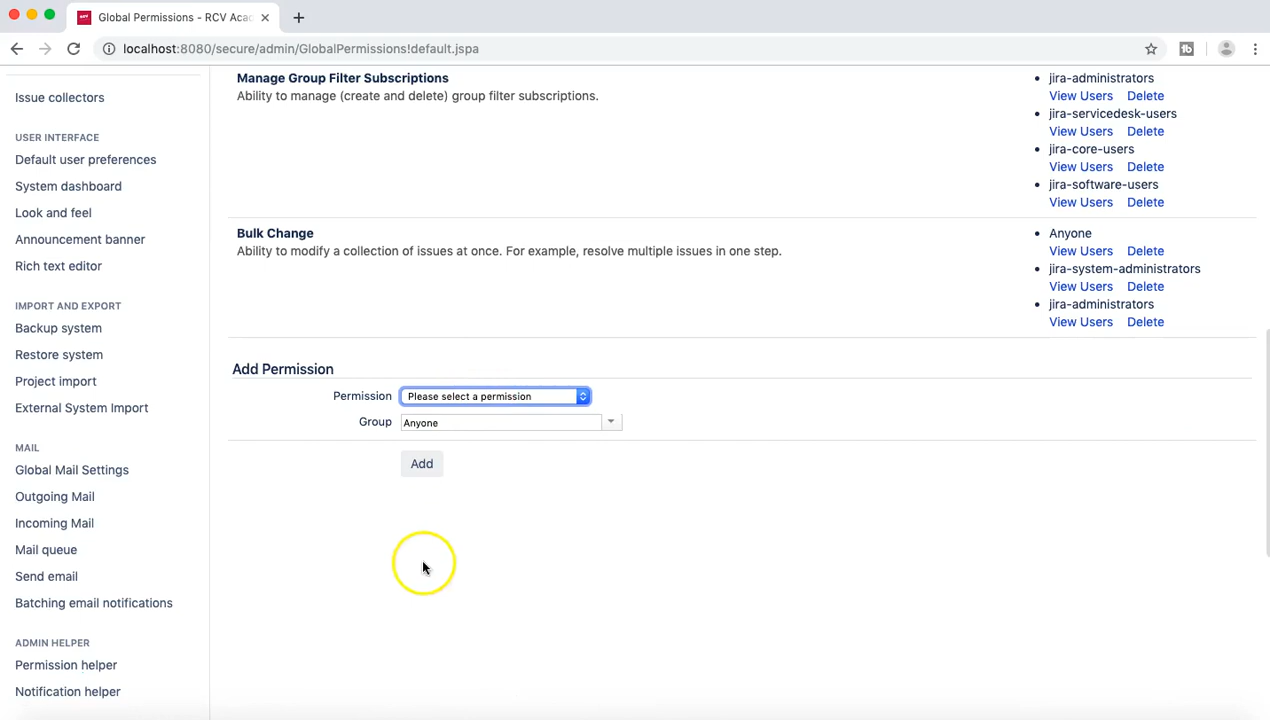 Global Permissions - RCV Aca
localhost:8080/secure/admin/GlobalPermissions!default.jspa
Issue collectors
USER INTERFACE
Default user preferences
System dashboard
Look and feel
Announcement banner
Rich text editor
IMPORT AND EXPORT
Backup system
Restore system
Project import
External System Import
MAIL
Global Mail Settings
Outgoing Mail
Incoming Mail
Mail queue
Send email
Batching email notifications
ADMIN HELPER
Permission helper
Notification helper
Manage Group Filter Subscriptions
Ability to manage (create and delete) group filter subscriptions.
jira-administrators
View Users Delete
jira-servicedesk-users
View Users Delete
jira-core-users
View Users Delete
jira-software-users
View Users Delete
Bulk Change
Ability to modify a collection of issues at once. For example, resolve multiple issues in one step.
Anyone
View Users Delete
jira-system-administrators
View Users Delete
jira-administrators
View Users Delete
Add Permission
Permission Please select a permission
Group Anyone
Add